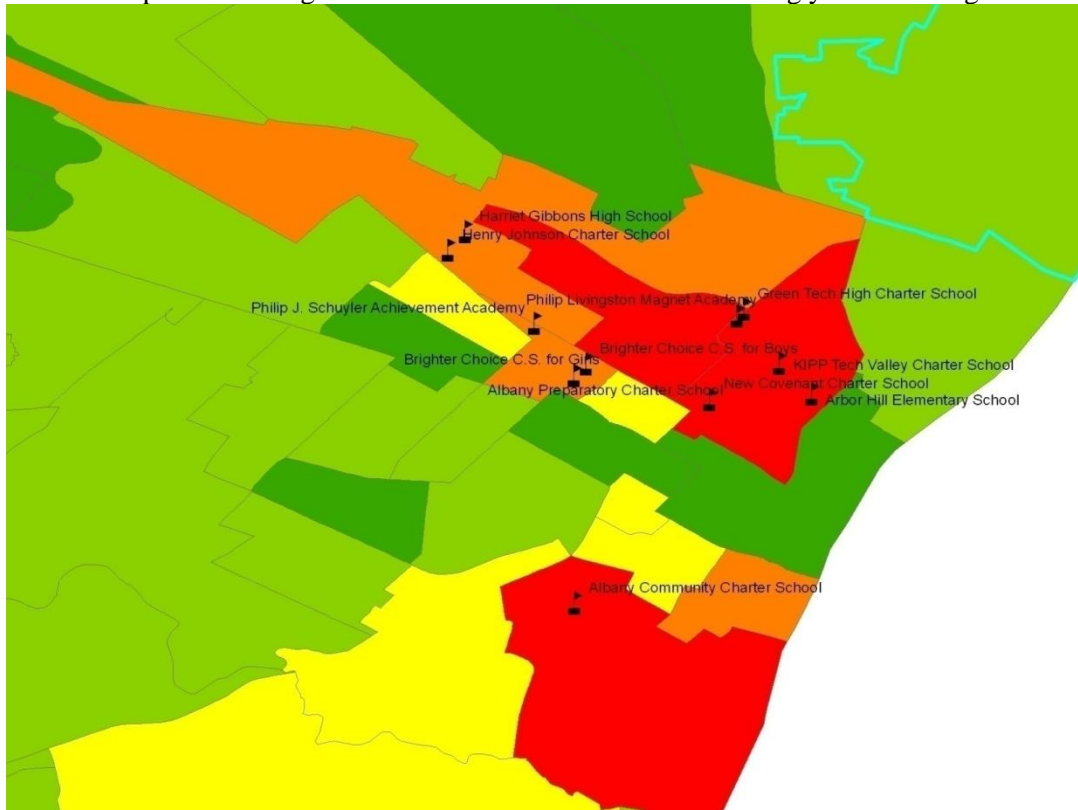 Harriet Gibbons High School
Henry Johnson Charter School
Green Tech High Charter School
Philip Livingston Magnet Academy
Philip J. Schuyler Achievement Academy
Brighter Choice C.S. for Boys
Brighter Choice C.S. for Girls
KIPP Tech Valley Charter School
New Covenant Charter School
Albany Preparatory Charter School
Arbor Hill Elementary School
Albany Community Charter School